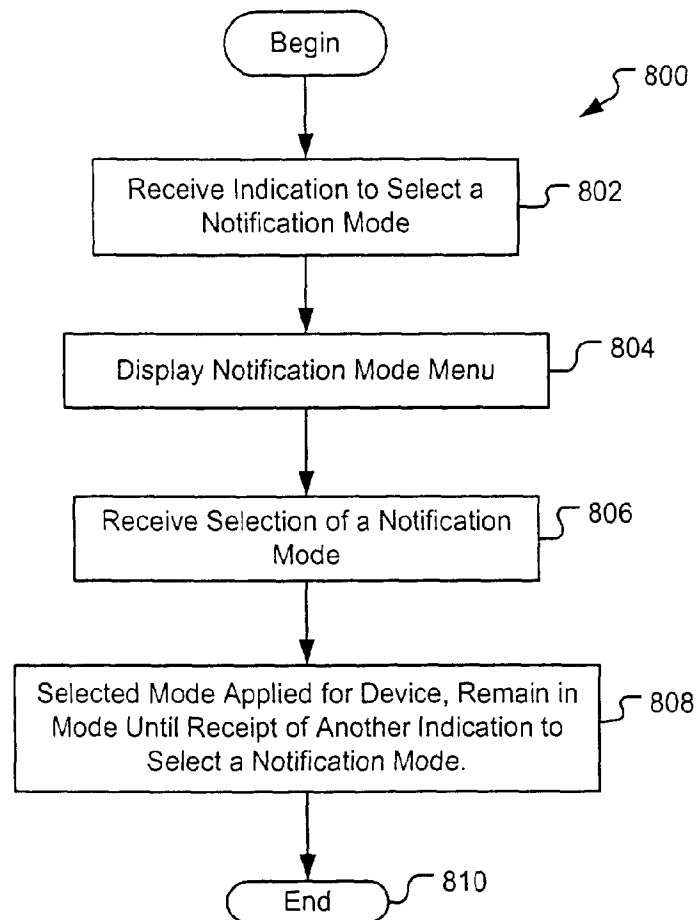 Begin
800
Receive Indication to Select a
Notification Mode
802
Display Notification Mode Menu
804
Receive Selection of a Notification
Mode
806
Selected Mode Applied for Device, Remain in
Mode Until Receipt of Another Indication to
Select a Notification Mode.
808
End
810